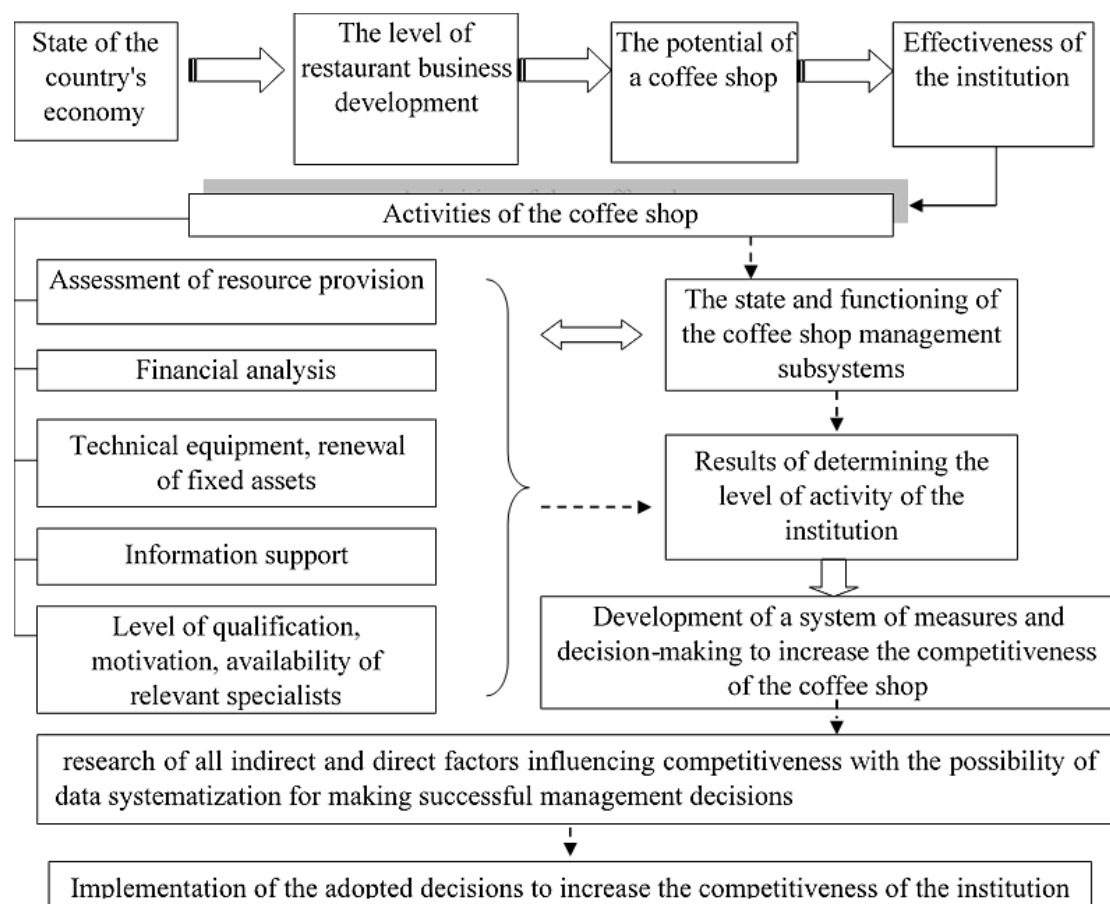 State of the
country's
economy
The level of
restaurant business
development
The potential of
a coffee shop
Effectiveness of
the institution
Activities of the coffee shop
Assessment of resource provision
Financial analysis
Technical equipment, renewal
of fixed assets
Information support
Level of qualification,
motivation, availability of
relevant specialists
The state and functioning of
the coffee shop management
subsystems
Results of determining the
level of activity of the
institution
Development of a system of measures and
decision-making to increase the competitiveness
of the coffee shop
research of all indirect and direct factors influencing competitiveness with the possibility of
data systematization for making successful management decisions
Implementation of the adopted decisions to increase the competitiveness of the institution